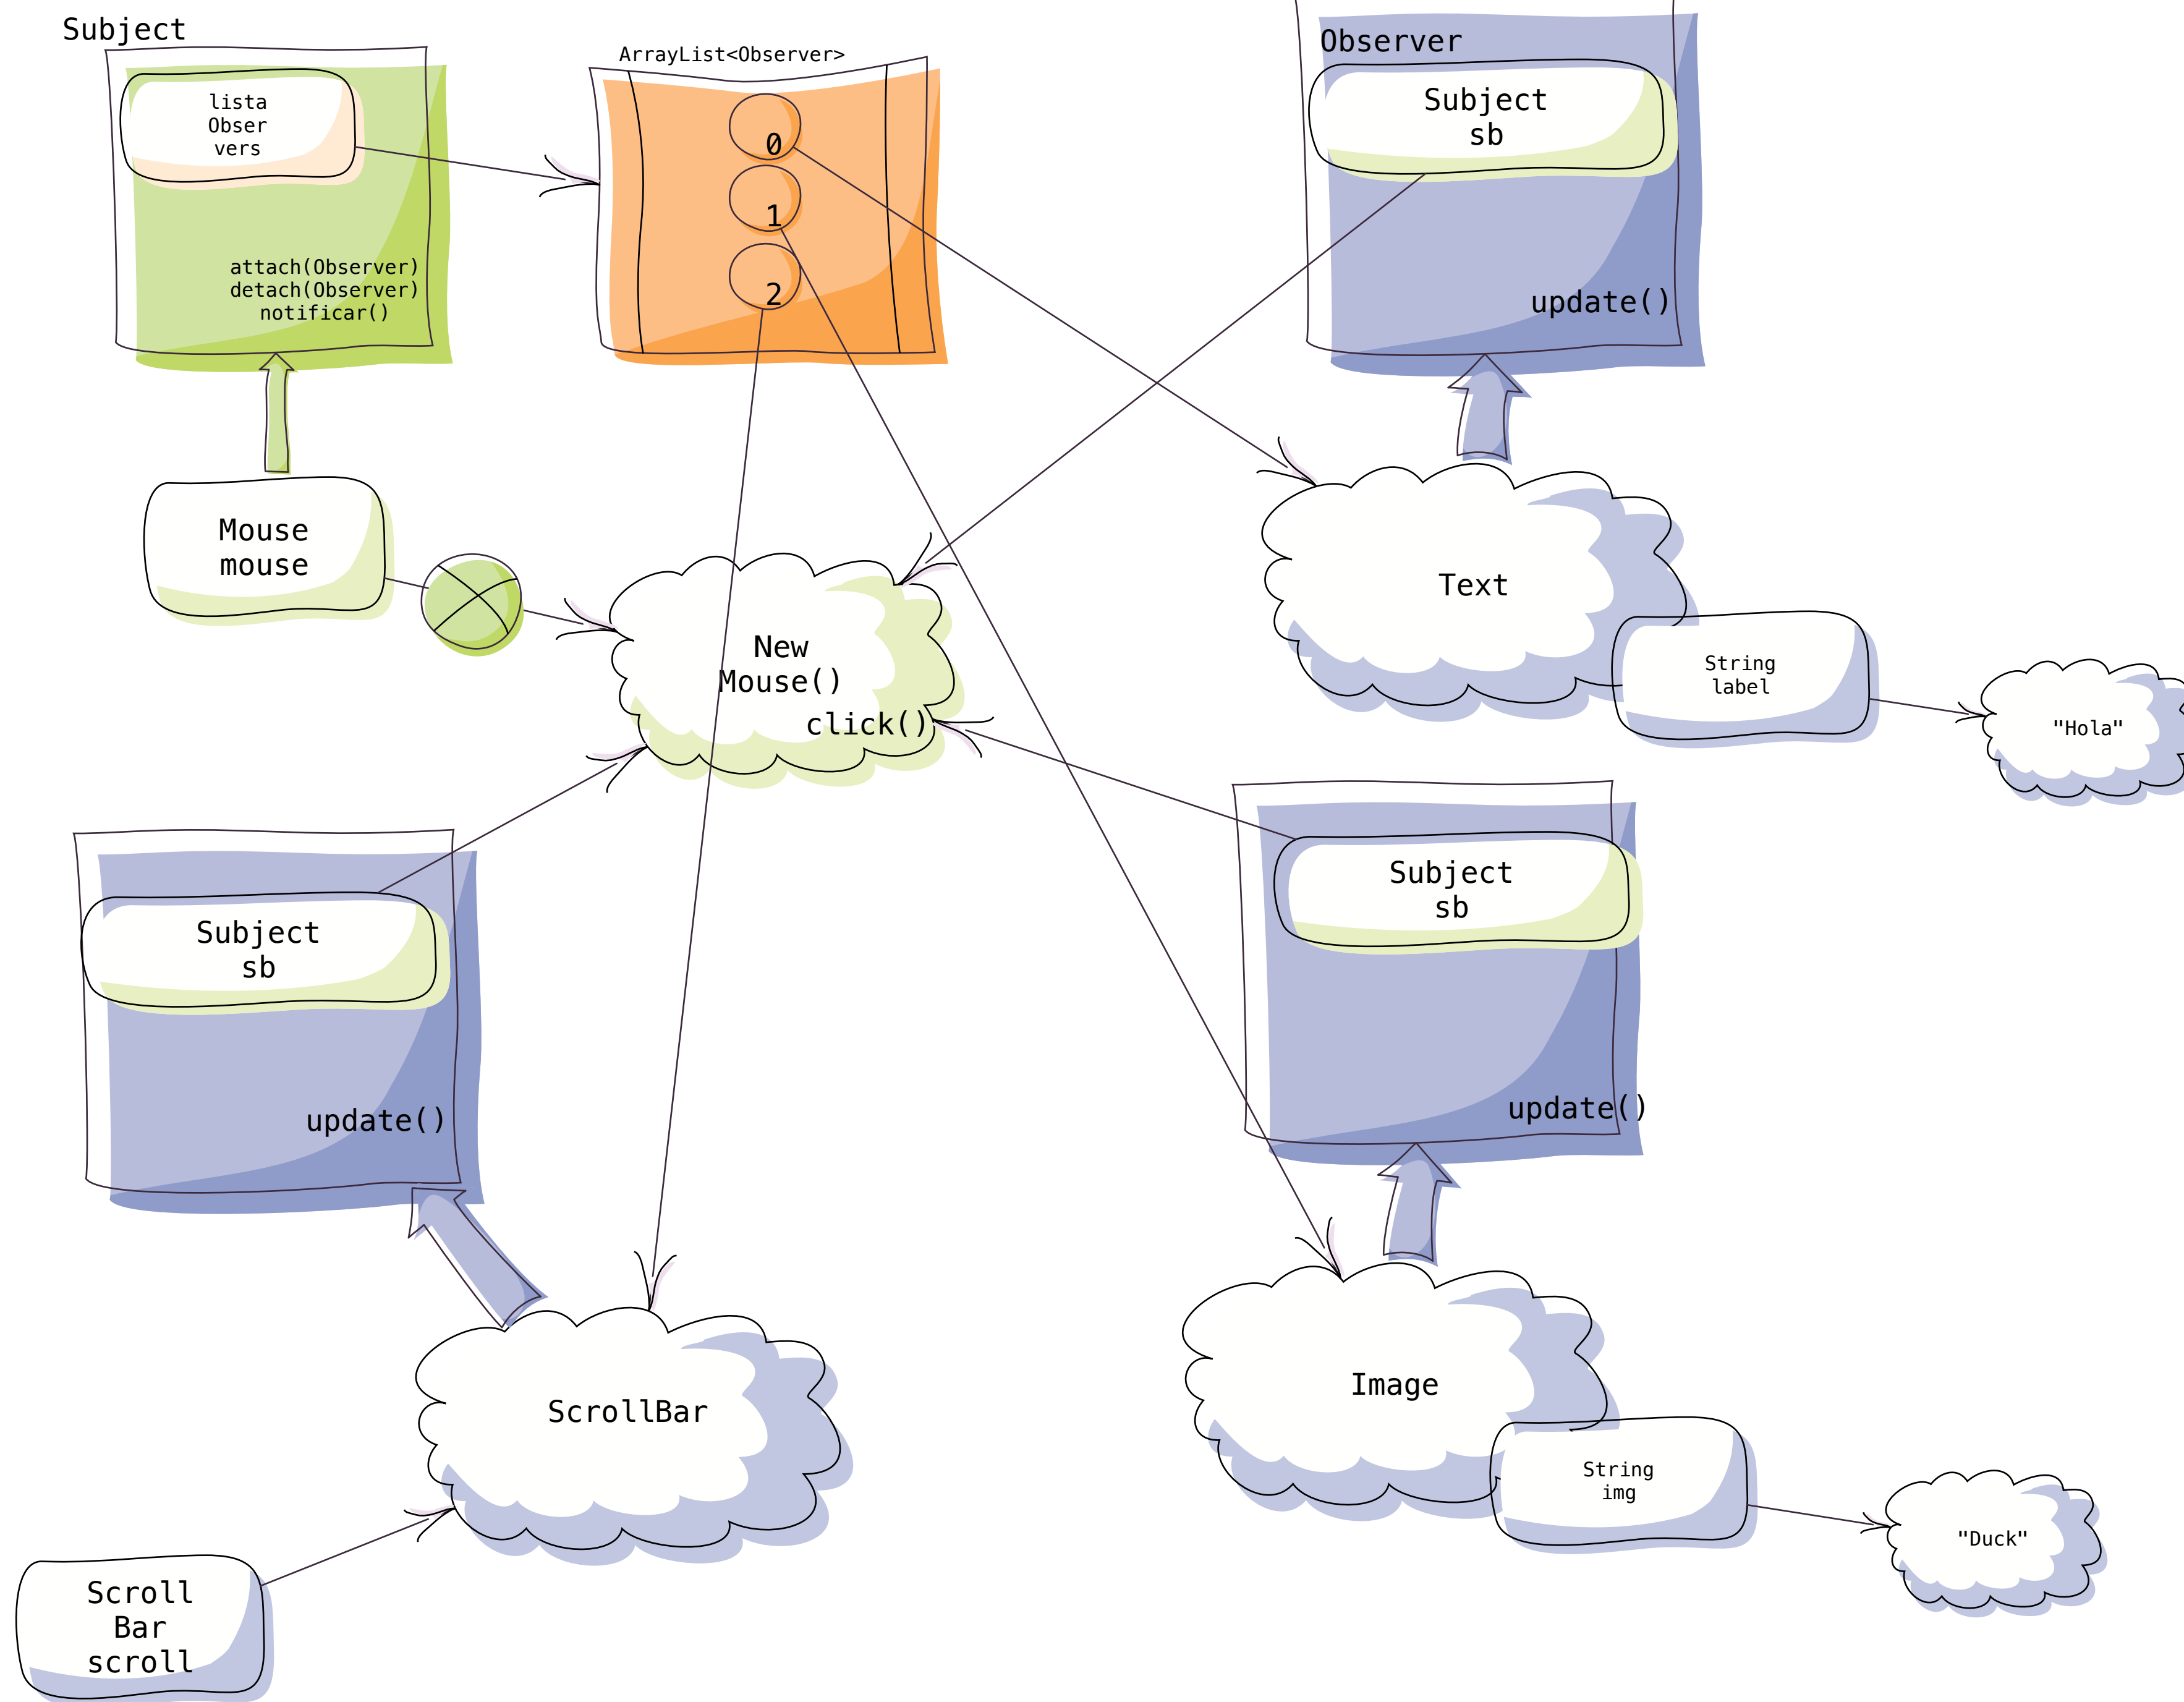 Subject
lista
Obser
vers
attach(Observer)
detach(Observer)
notificar()
ArrayList<Observer>
0
1
2
Observer
Subject
sb
update()
Mouse
mouse
New
Mouse()
click()
Text
String
label
"Hola"
Subject
sb
update()
Subject
sb
update()
ScrollBar
Image
String
img
"Duck"
Scroll
Bar
scroll